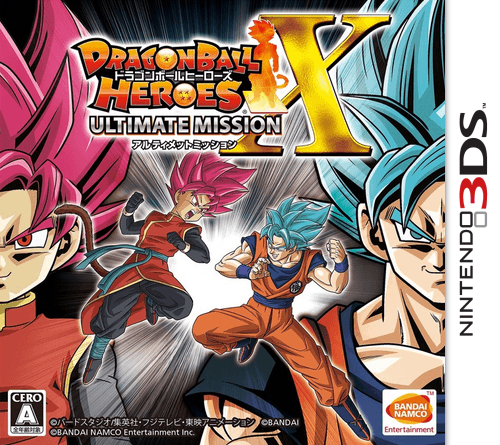 DRAGONBALL
ドラゴンボールヒーローズ
HEROES
ULTIMATE MISSION X
アルティメットミッション
NINTENDO 3DS
TM
CERO
A
全年齢対象
©バードスタジオ/集英社・フジテレビ・東映アニメーション ©BANDAI
©BANDAI NAMCO Entertainment Inc.
BANDAI
NAMCO
Entertainment